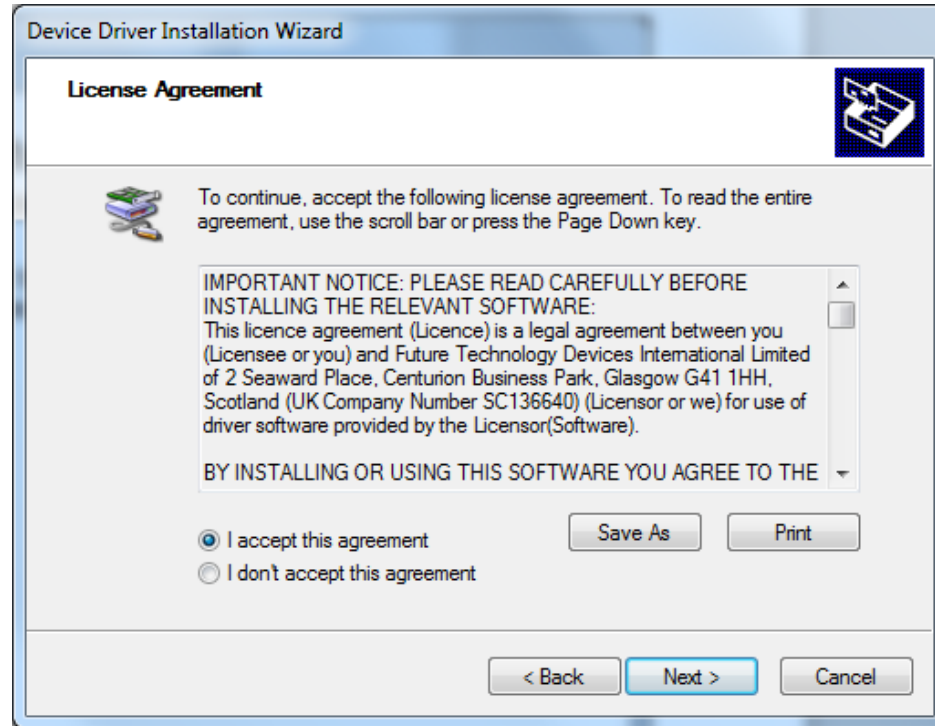 Device Driver Installation Wizard
License Agreement
To continue, accept the following license agreement. To read the entire
agreement, use the scroll bar or press the Page Down key.
IMPORTANT NOTICE: PLEASE READ CAREFULLY BEFORE
INSTALLING THE RELEVANT SOFTWARE:
This licence agreement (Licence) is a legal agreement between you
(Licensee or you) and Future Technology Devices International Limited
of 2 Seaward Place, Centurion Business Park, Glasgow G41 1HH,
Scotland (UK Company Number SC136640) (Licensor or we) for use of
driver software provided by the Licensor(Software).
BY INSTALLING OR USING THIS SOFTWARE YOU AGREE TO THE
Save As Print
I accept this agreement
I don't accept this agreement
< Back Next > Cancel